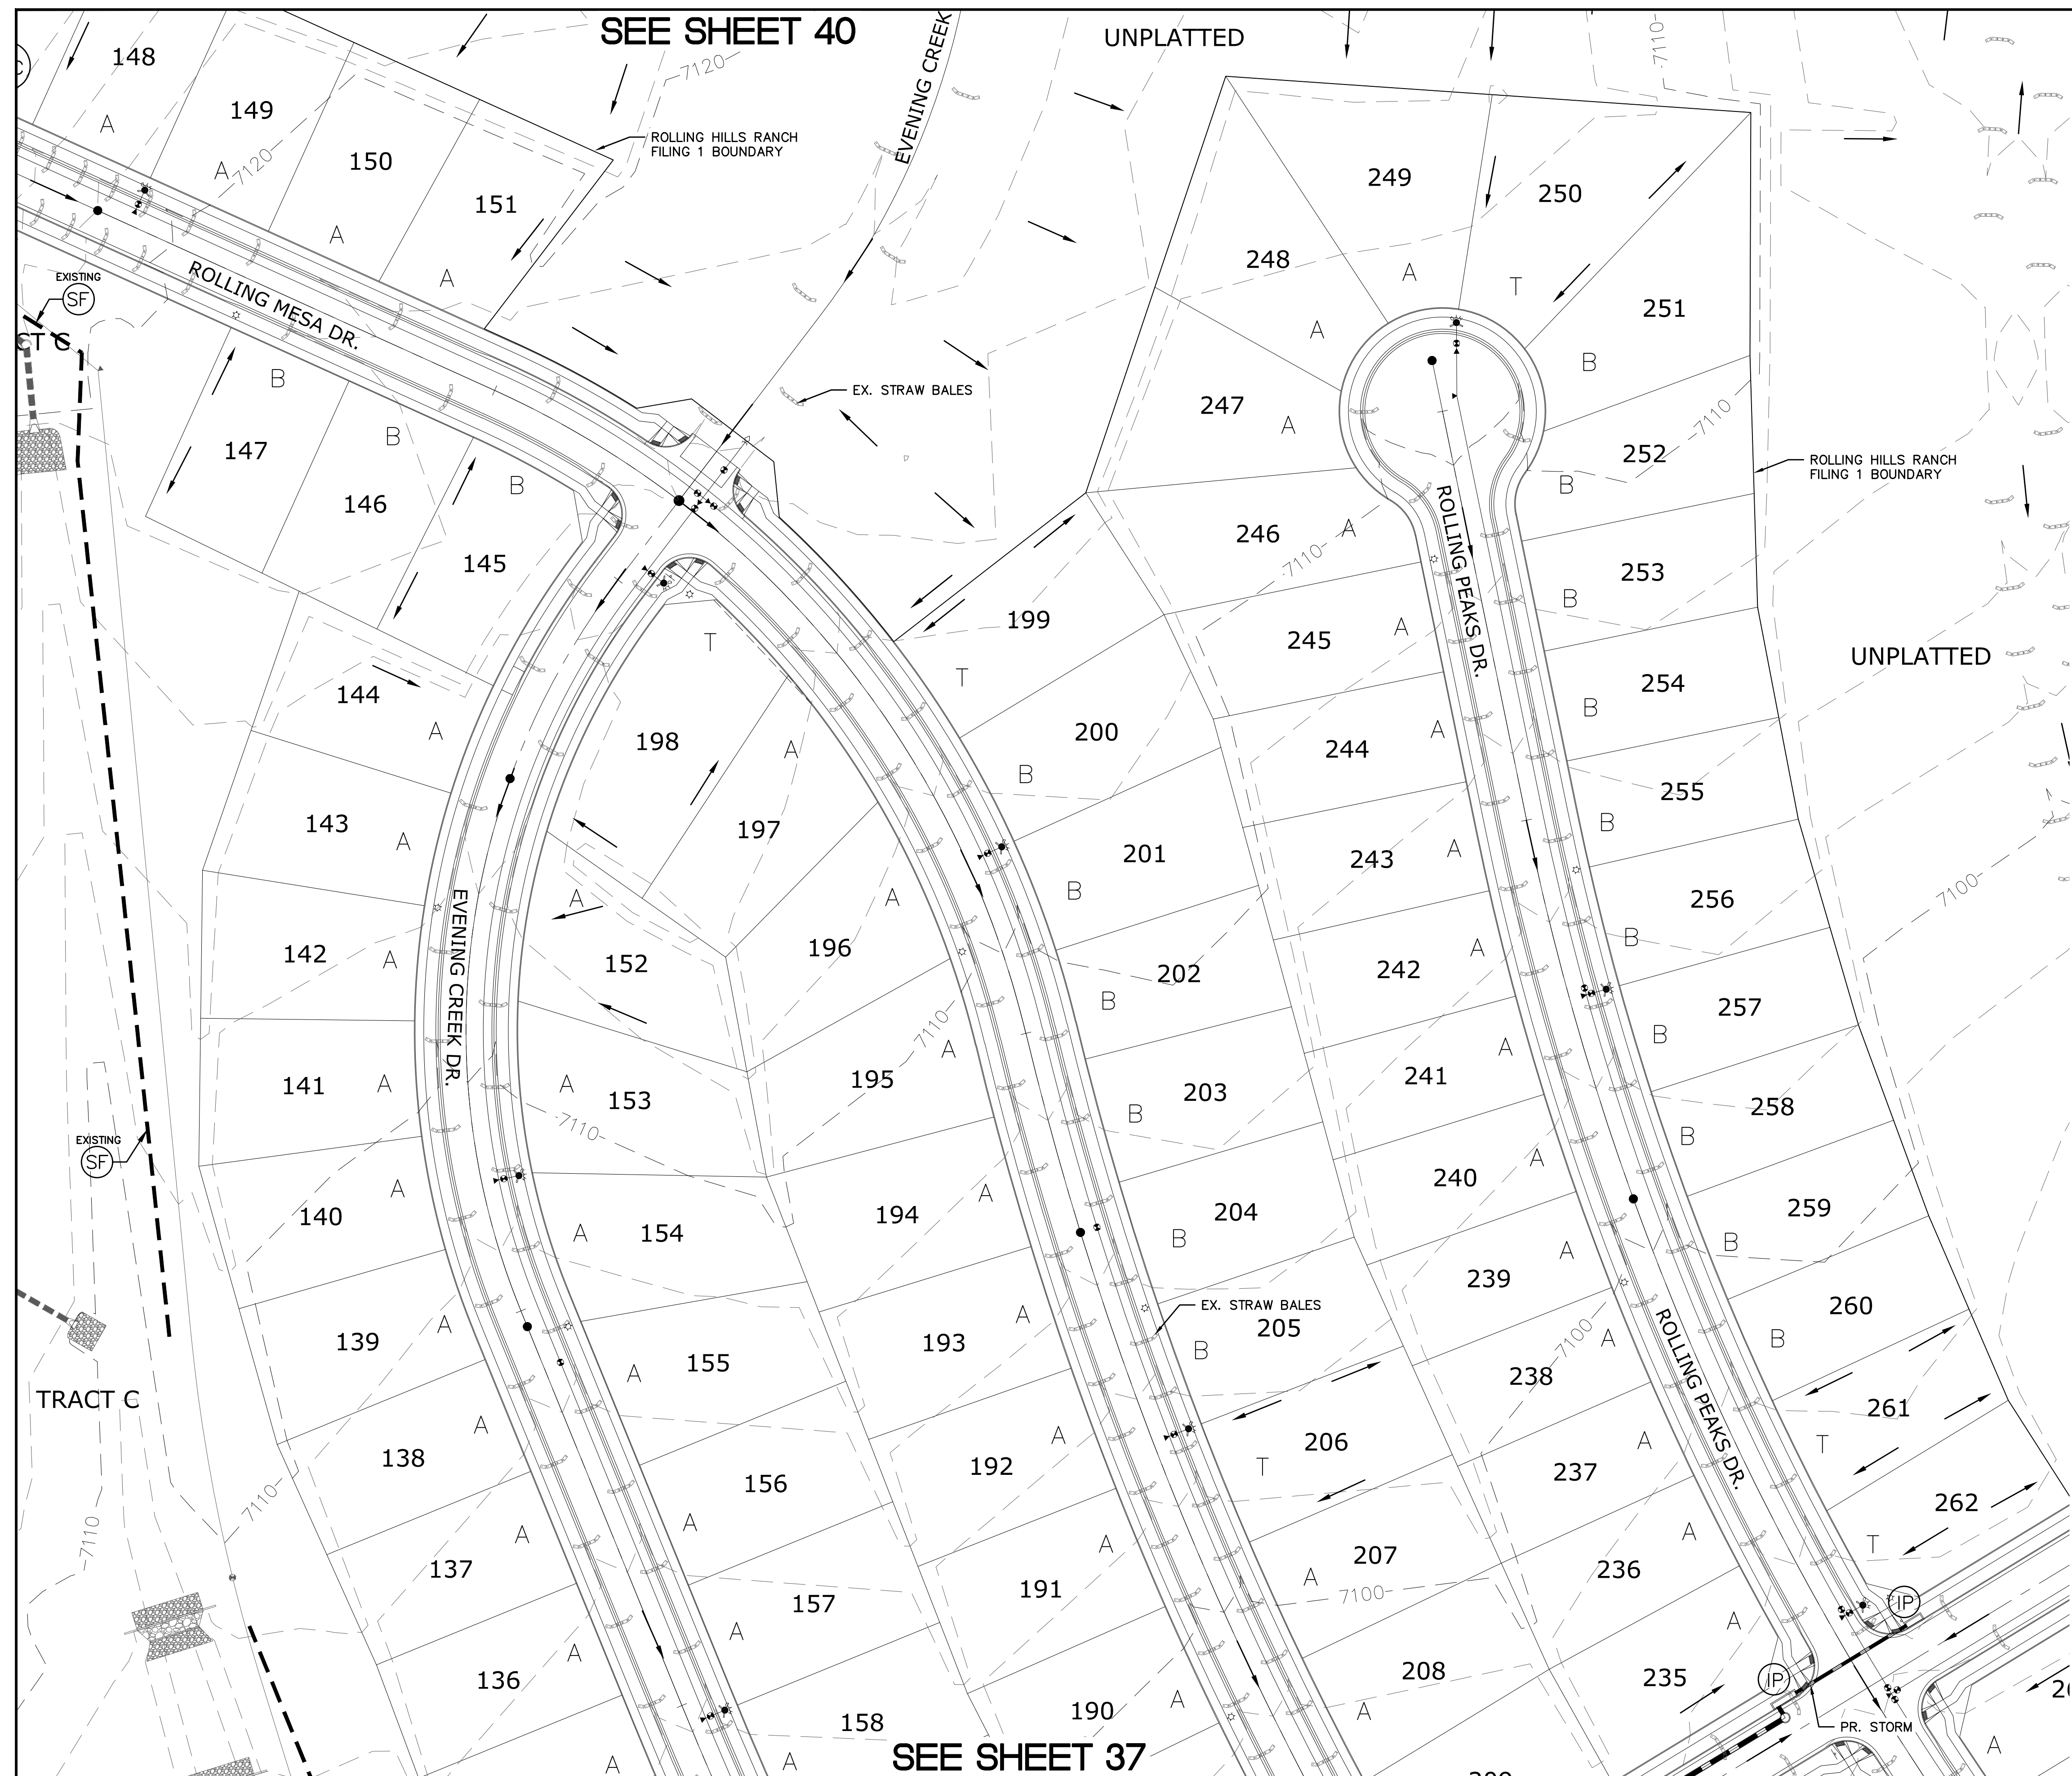 SEE SHEET 40
UNPLATTED
EVENING CREEK
7120
7110
148
149
150
151
A
A
A
A
7120
ROLLING HILLS RANCH
FILING 1 BOUNDARY
ROLLING MESA DR.
EXISTING
SF
CT C
B
B
B
147
146
145
EX. STRAW BALES
249
250
248
251
A
T
A
B
247
A
252
7110
B
ROLLING HILLS RANCH
FILING 1 BOUNDARY
246
A
7110
ROLLING PEAKS DR.
253
B
199
T
245
A
254
B
UNPLATTED
144
A
T
198
A
200
B
244
A
255
B
143
A
197
201
B
243
A
256
B
7100
EVENING CREEK DR.
142
A
A
152
196
A
202
B
242
A
257
B
7110
141
A
A
153
195
A
203
B
241
A
258
B
7110
EXISTING
SF
140
A
A
154
194
A
204
B
240
A
259
B
EX. STRAW BALES
139
A
155
A
193
A
205
B
239
A
260
B
7100
ROLLING PEAKS DR.
TRACT C
138
A
156
A
192
A
206
T
238
A
261
T
7110
7110
137
A
157
A
191
A
207
A
7100
237
A
262
T
136
A
158
A
190
A
208
A
236
A
235
A
IP
IP
PR. STORM
A
A
SEE SHEET 37